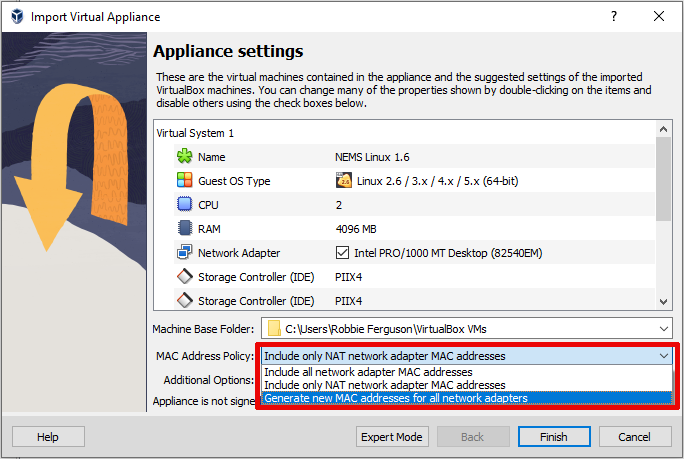 Import Virtual Appliance
?
Appliance settings
These are the virtual machines contained in the appliance and the suggested settings of the imported
VirtualBox machines. You can change many of the properties shown by double-clicking on the items and
disable others using the check boxes below.
Virtual System 1
Name NEMS Linux 1.6
Guest OS Type 2.6 Linux 2.6 / 3.x / 4.x / 5.x (64-bit)
CPU 2
RAM 4096 MB
Network Adapter Intel PRO/1000 MT Desktop (82540EM)
Storage Controller (IDE) PIIX4
Storage Controller (IDE) PIIX4
Machine Base Folder: C:\Users\Robbie Ferguson\VirtualBox VMs
MAC Address Policy: Include only NAT network adapter MAC addresses
Include all network adapter MAC addresses
Additional Options: Include only NAT network adapter MAC addresses
Appliance is not signe Generate new MAC addresses for all network adapters
Help Expert Mode Back Finish Cancel